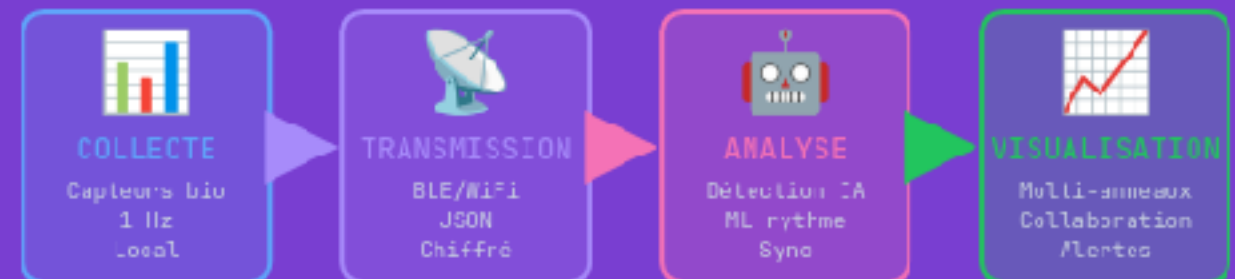 COLLECTE
Capteurs bio
1 Hz
Local
TRANSMISSION
BLE/WiFi
JSON
Chiffré
ANALYSE
Détection IA
ML rythme
Sync
VISUALISATION
Multi-anneaux
Collaboration
Alertes